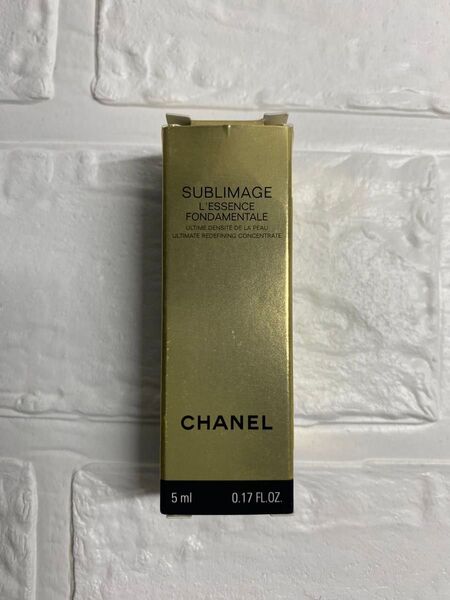 SUBLIMAGE
L'ESSENCE
FONDAMENTALE
ULTIME DENSITÉ DE LA PEAU
ULTIMATE REDEFINING CONCENTRATE
CHANEL
5 ml 0.17 FL.OZ.